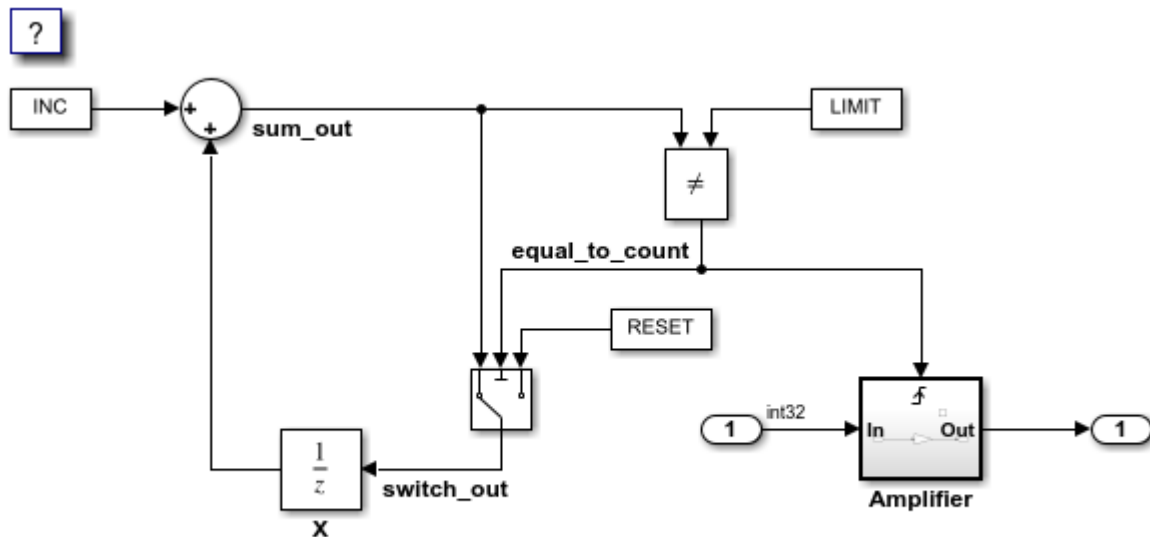 ?
INC
+
+
sum_out
LIMIT
≠
equal_to_count
RESET
1
int32
In
Out
1
Amplifier
1
z
switch_out
X